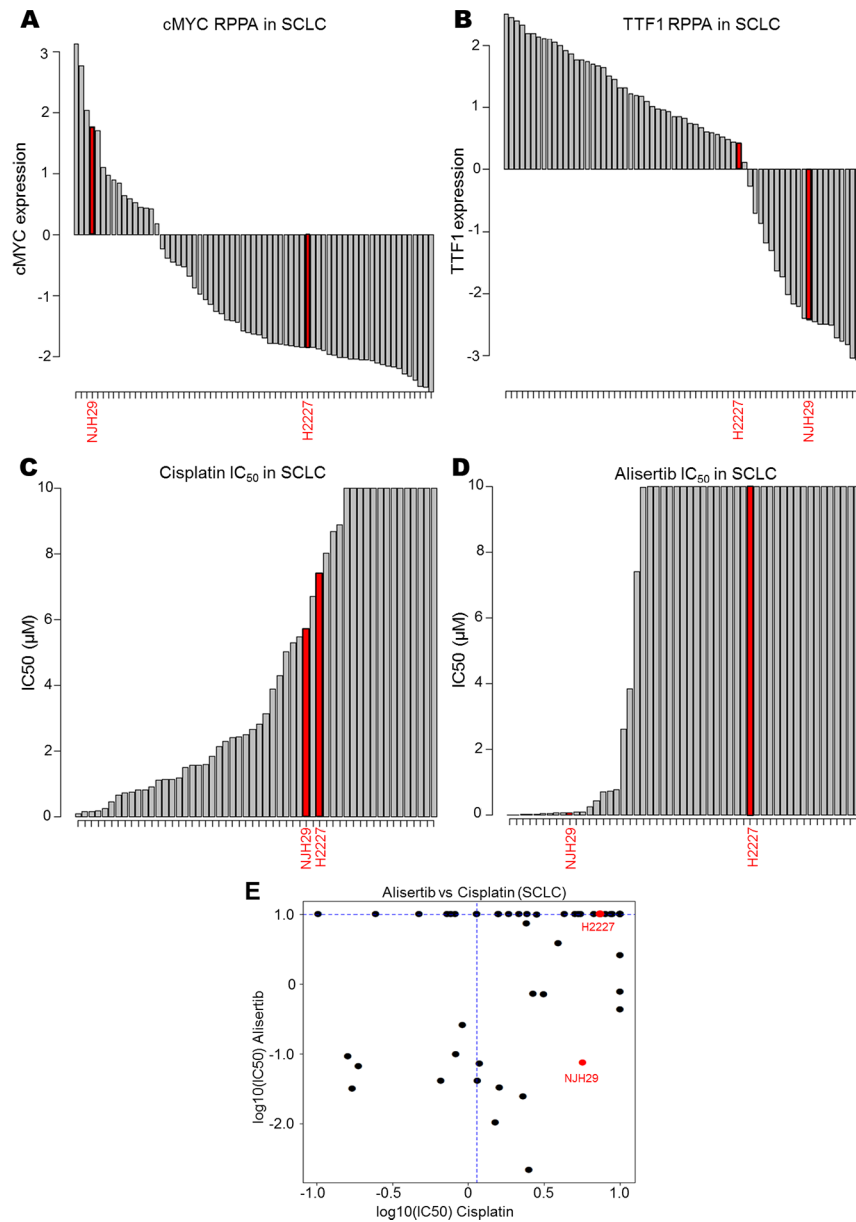 A
cMYC RPPA in SCLC
cMYC expression
3
2
1
0
-1
-2
NJH29
H2227
B
TTF1 RPPA in SCLC
TTF1 expression
2
1
0
-1
-2
-3
H2227
NJH29
C
Cisplatin IC50 in SCLC
IC50 (µM)
10
8
6
4
2
0
NJH29
H2227
D
Alisertib IC50 in SCLC
IC50 (µM)
10
8
6
4
2
0
NJH29
H2227
E
Alisertib vs Cisplatin (SCLC)
log10(IC50) Alisertib
1.0
0
-1.0
-2.0
H2227
NJH29
-1.0 -0.5 0 0.5 1.0
log10(IC50) Cisplatin